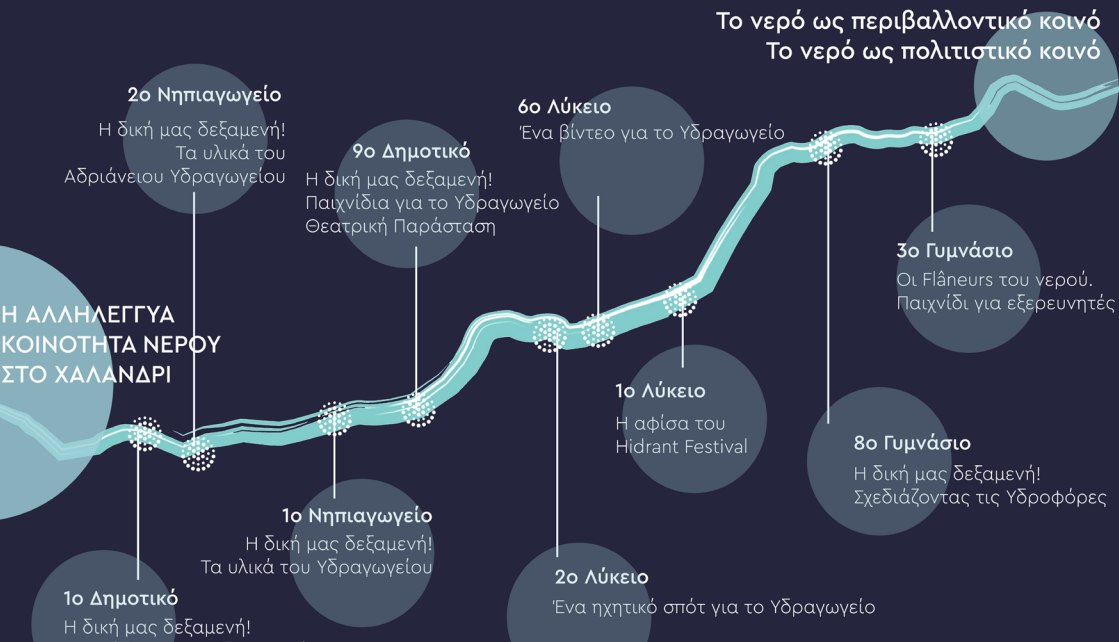 Το νερό ως περιβαλλοντικό κοινό
Το νερό ως πολιτιστικό κοινό
2ο Νηπιαγωγείο
Η δική μας δεξαμενή!
Τα υλικά του
Αδριάνειου Υδραγωγείου
9ο Δημοτικό
Η δική μας δεξαμενή!
Παιχνίδια για το Υδραγωγείο
Θεατρική Παράσταση
6ο Λύκειο
Ένα βίντεο για το Υδραγωγείο
3ο Γυμνάσιο
Οι Flâneurs του νερού.
Παιχνίδι για εξερευνητές
Η ΑΛΛΗΛΕΓΓΥΑ
ΚΟΙΝΟΤΗΤΑ ΝΕΡΟΥ
ΣΤΟ ΧΑΛΑΝΔΡΙ
1ο Λύκειο
Η αφίσα του
Hidrant Festival
8ο Γυμνάσιο
Η δική μας δεξαμενή!
Σχεδιάζοντας τις Υδροφόρες
1ο Νηπιαγωγείο
Η δική μας δεξαμενή!
Τα υλικά του Υδραγωγείου
2ο Λύκειο
Ένα ηχητικό σπότ για το Υδραγωγείο
1ο Δημοτικό
Η δική μας δεξαμενή!